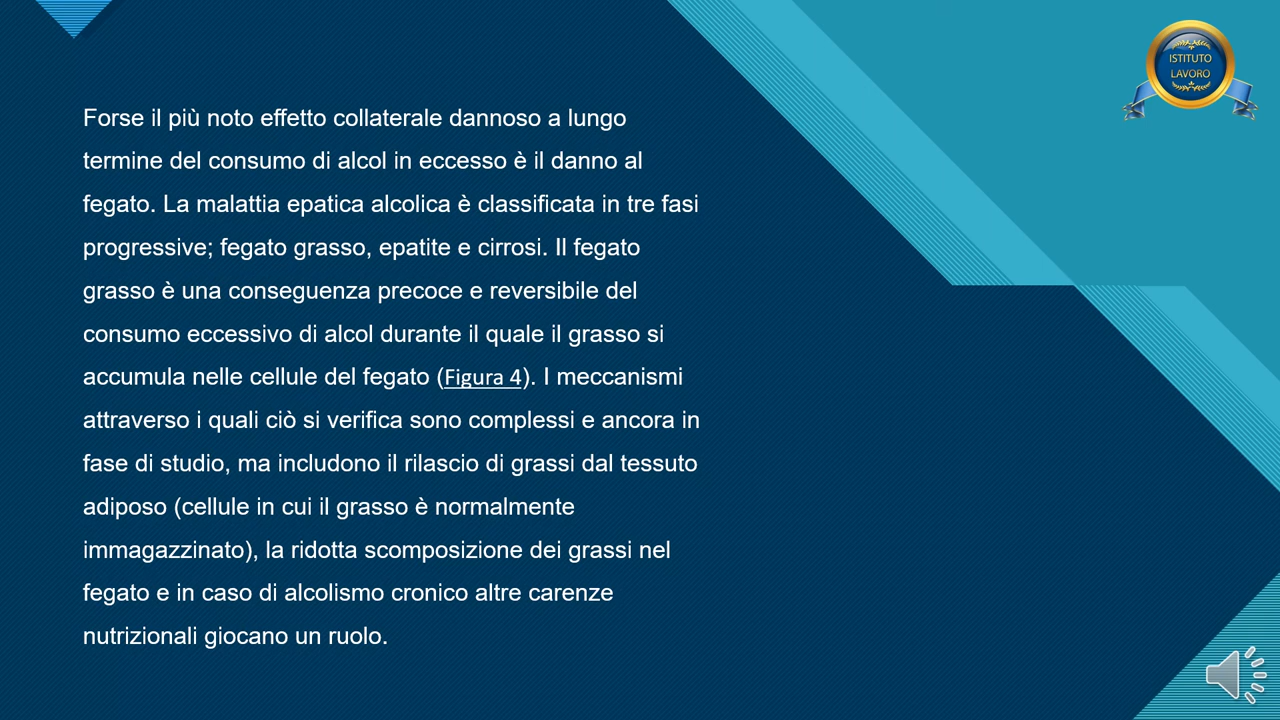 ISTITUTO
LAVORO
Forse il più noto effetto collaterale dannoso a lungo
termine del consumo di alcol in eccesso è il danno al
fegato. La malattia epatica alcolica è classificata in tre fasi
progressive; fegato grasso, epatite e cirrosi. Il fegato
grasso è una conseguenza precoce e reversibile del
consumo eccessivo di alcol durante il quale il grasso si
accumula nelle cellule del fegato (Figura 4). I meccanismi
attraverso i quali ciò si verifica sono complessi e ancora in
fase di studio, ma includono il rilascio di grassi dal tessuto
adiposo (cellule in cui il grasso è normalmente
immagazzinato), la ridotta scomposizione dei grassi nel
fegato e in caso di alcolismo cronico altre carenze
nutrizionali giocano un ruolo.